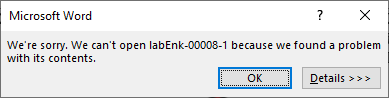 Microsoft Word
We're sorry. We can't open labEnk-00008-1 because we found a problem
with its contents.
OK
Details >>>